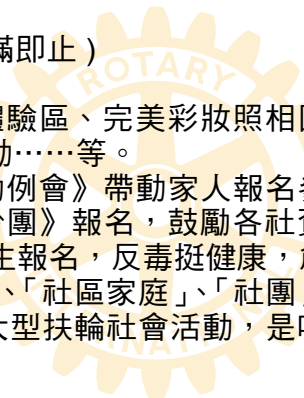 滿即止)
體驗區、完美彩妝照相
動……等。
例會》帶動家人報名
團》報名,鼓勵各社
生報名,反毒挺健康,
、「社區家庭」、「社團
大型扶輪社會活動,是
ROTARY